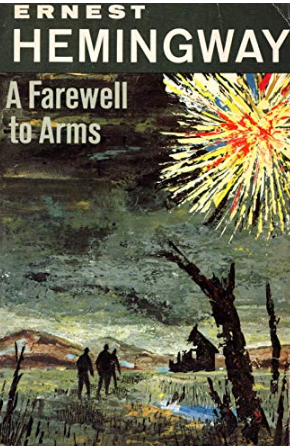 ERNEST
HEMINGWAY
A Farewell
to Arms